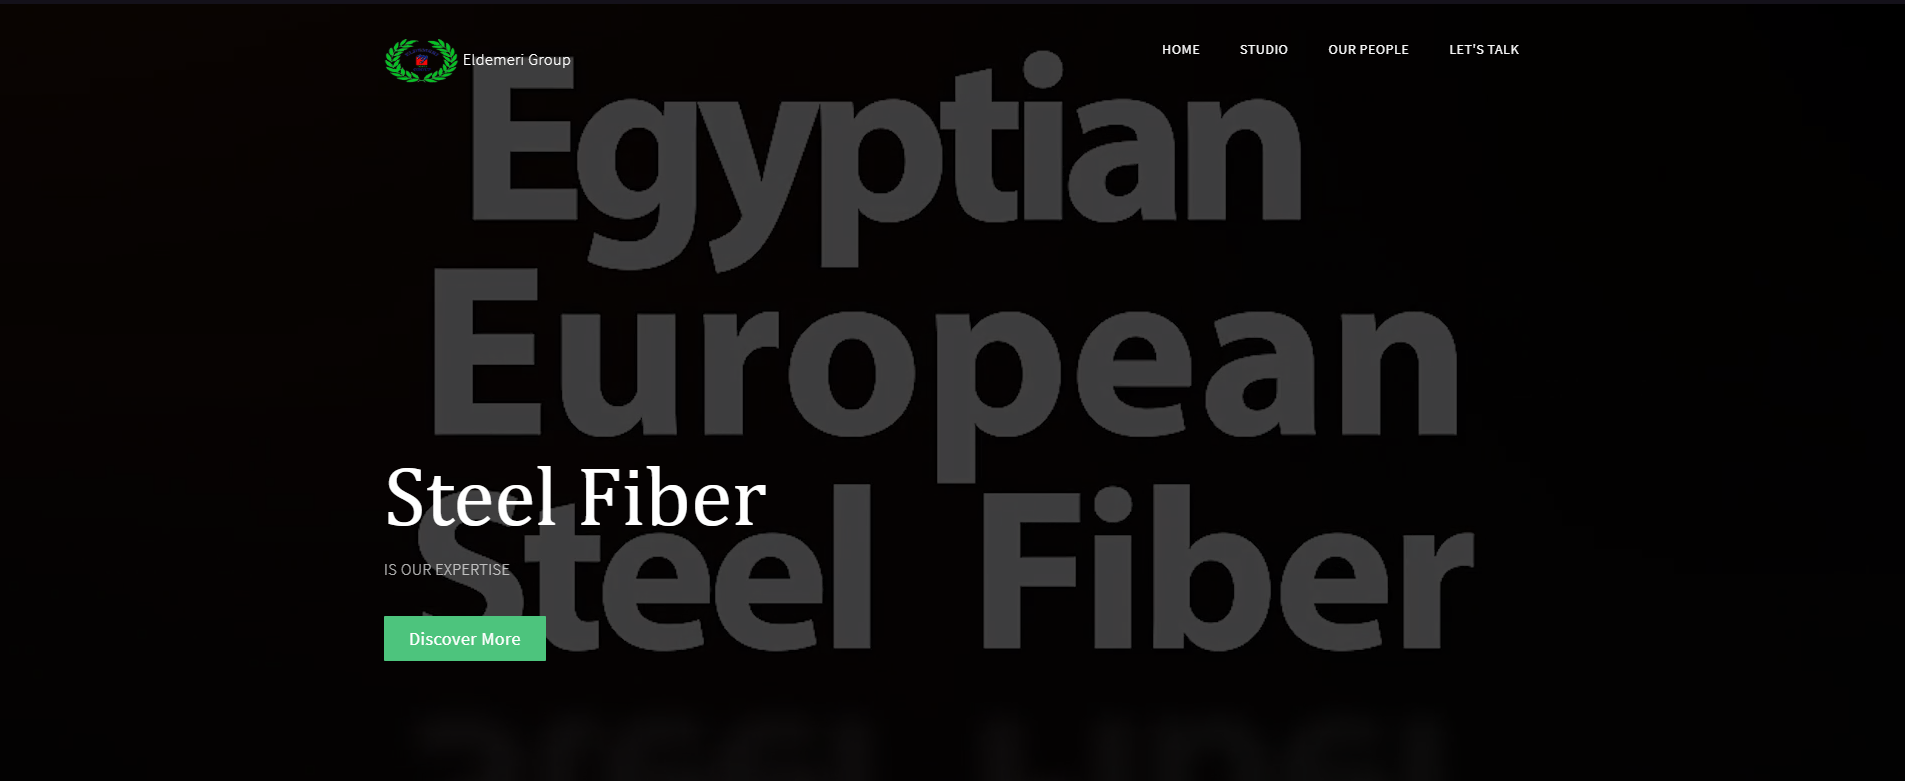 Eldemeri Group
HOME
STUDIO
OUR PEOPLE
LET'S TALK
Egyptian
European
Steel Fiber
Steel Fiber
IS OUR EXPERTISE
Discover More